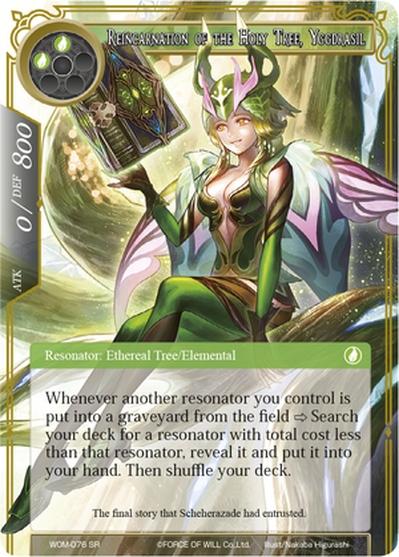 Reincarnation of the Holy Tree, Yggdrasil
ATK 0 / DEF 800
Resonator: Ethereal Tree/Elemental
Whenever another resonator you control is
put into a graveyard from the field ⇨ Search
your deck for a resonator with total cost less
than that resonator, reveal it and put it into
your hand. Then shuffle your deck.
The final story that Scheherazade had entrusted.
WOM-076 SR ©FORCE OF WILL Co.,Ltd. Illust/Nakaba Higurashi